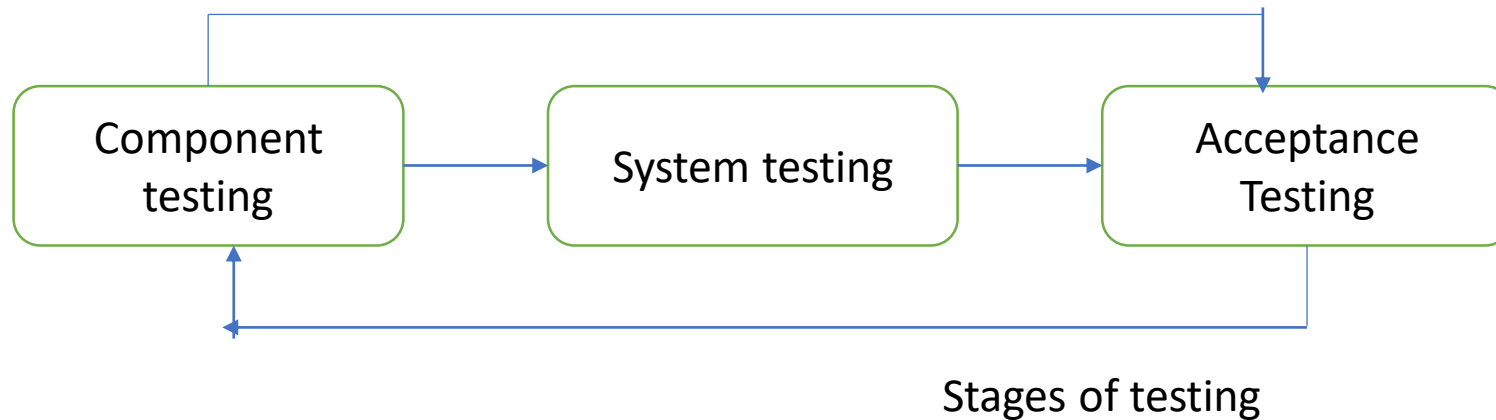 Component
testing
System testing
Acceptance
Testing
Stages of testing